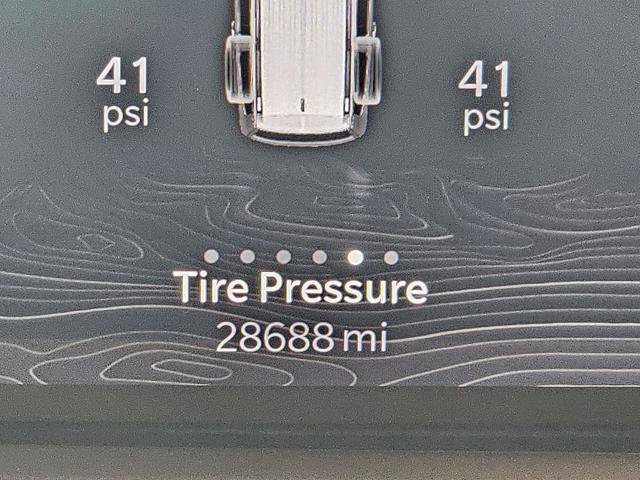 41 41
psi psi
Tire Pressure
28688 mi